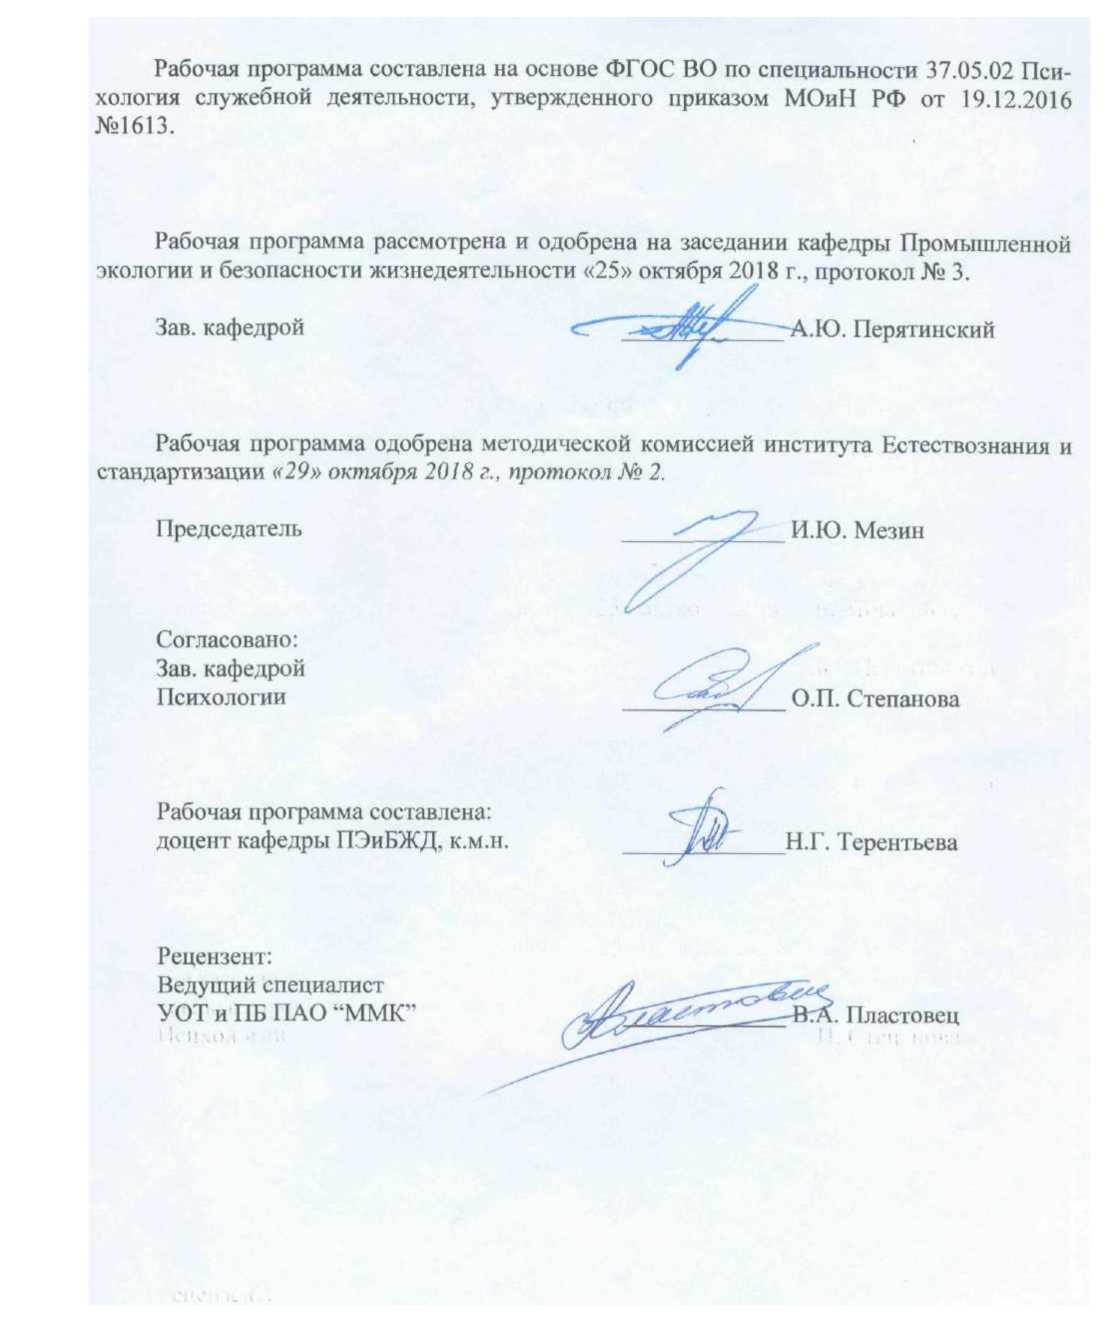 Рабочая программа составлена на основе ФГОС ВО по специальности 37.05.02 Пси-
хология служебной деятельности, утвержденного приказом МОиН РФ от 19.12.2016
№1613.
Рабочая программа рассмотрена и одобрена на заседании кафедры Промышленной
экологии и безопасности жизнедеятельности «25» октября 2018 г., протокол № 3.
Зав. кафедрой А.Ю. Перятинский
Рабочая программа одобрена методической комиссией института Естествознания и
стандартизации «29» октября 2018 г., протокол № 2.
Председатель И.Ю. Мезин
Согласовано:
Зав. кафедрой
Психологии О.П. Степанова
Рабочая программа составлена:
доцент кафедры ПЭиБЖД, к.м.н. Н.Г. Терентьева
Рецензент:
Ведущий специалист
УОТ и ПБ ПАО “ММК” В.А. Пластовец